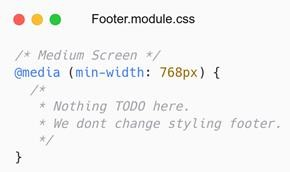 Footer.module.css
/* Medium Screen */
@media (min-width: 768px) {
  /*
   * Nothing TODO here.
   * We dont change styling footer.
   */
}